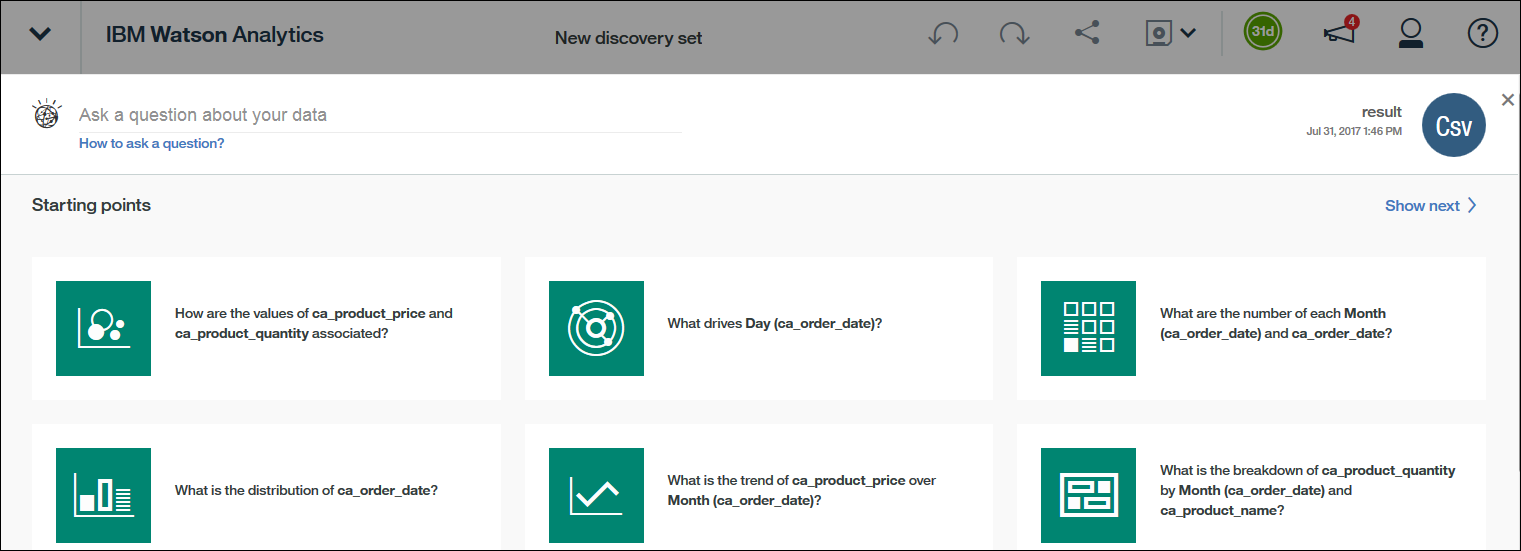 IBM Watson Analytics
New discovery set
31d
4
?
Ask a question about your data
How to ask a question?
result
Jul 31, 2017 1:46 PM
Csv
Starting points
Show next
How are the values of ca_product_price and
ca_product_quantity associated?
What drives Day (ca_order_date)?
What are the number of each Month
(ca_order_date) and ca_order_date?
What is the distribution of ca_order_date?
What is the trend of ca_product_price over
Month (ca_order_date)?
What is the breakdown of ca_product_quantity
by Month (ca_order_date) and
ca_product_name?